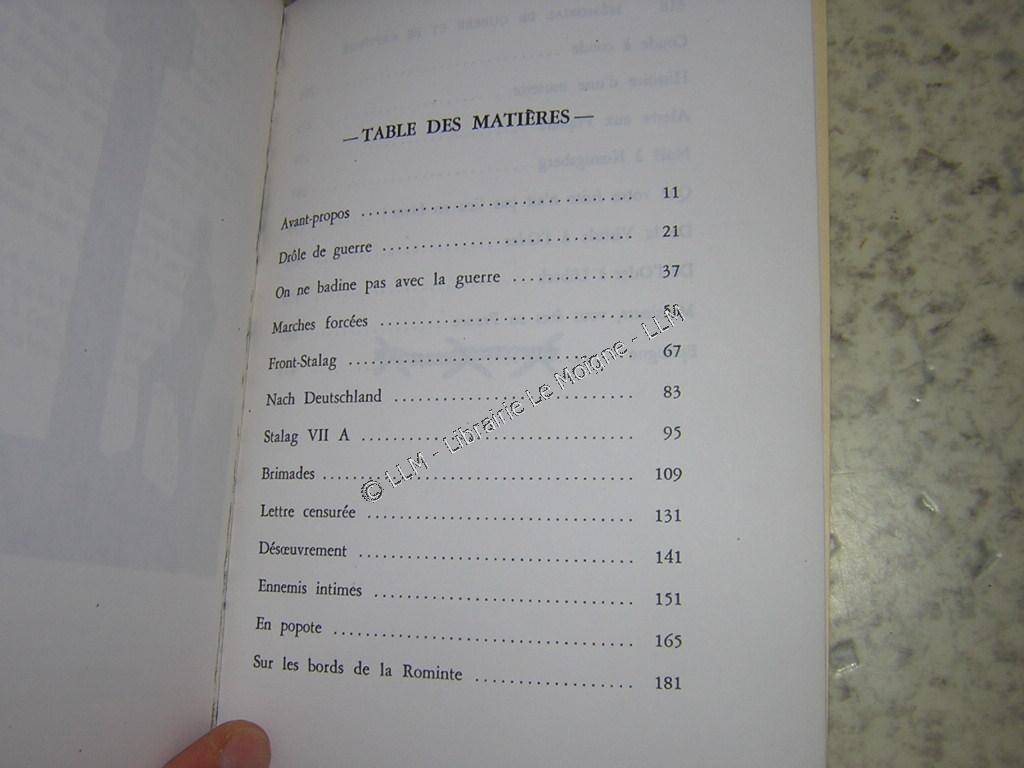 —TABLE DES MATIÈRES—
Avant-propos .................................. 11
Drôle de guerre ................................ 21
On ne badine pas avec la guerre ............... 37
Marches forcées ................................
Front-Stalag ................................... 67
Nach Deutschland .............................. 83
Stalag VII A ................................... 95
Brimades ....................................... 109
Lettre censurée ................................ 131
Désœuvrement .................................. 141
Ennemis intimes ................................ 151
En popote ...................................... 165
Sur les bords de la Rominte .................... 181
© LLM - Librairie Le Moigne - LLM